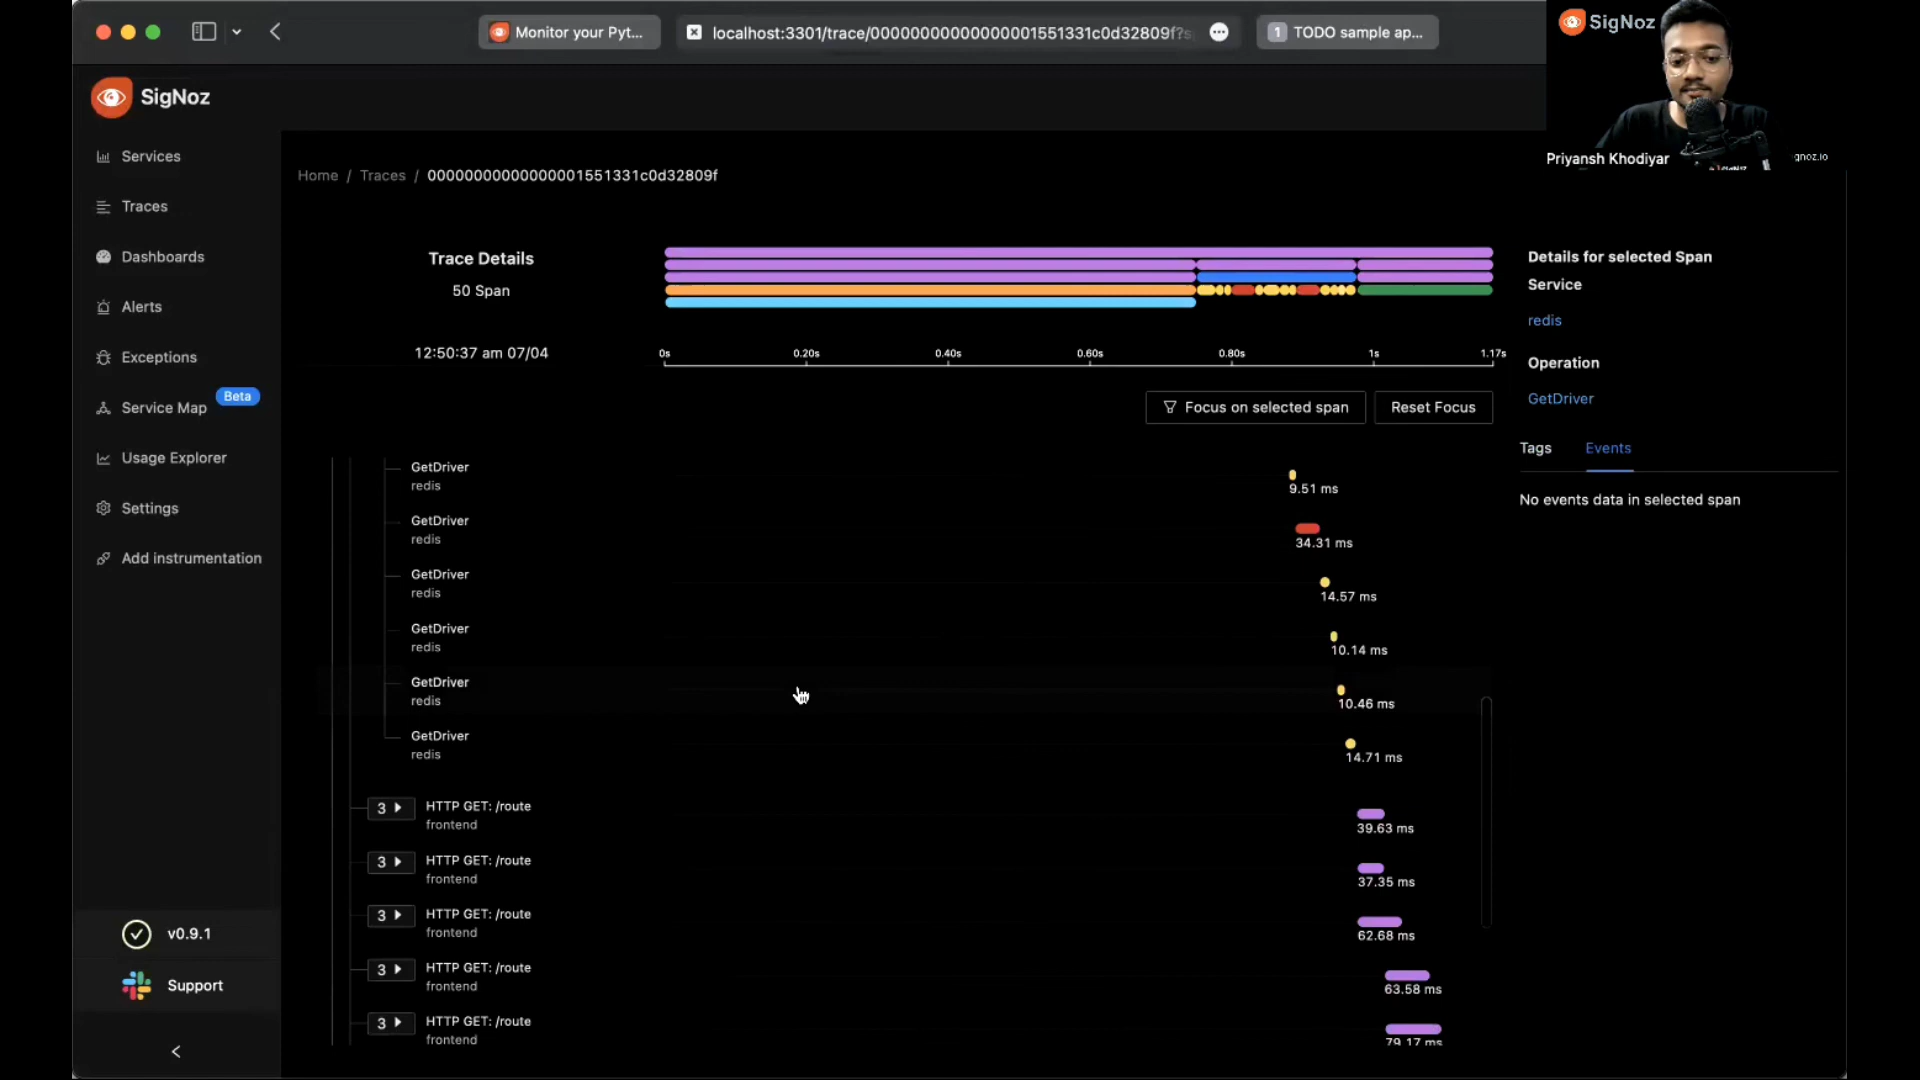 Monitor your Pyt...
localhost:3301/trace/00000000000000001551331c0d32809f?s
1 TODO sample ap...
SigNoz
Priyansh Khodiyar
gnoz.io
SigNoz
Services
Traces
Dashboards
Alerts
Exceptions
Service Map
Beta
Usage Explorer
Settings
Add instrumentation
v0.9.1
Support
Home / Traces / 00000000000000001551331c0d32809f
Trace Details
50 Span
12:50:37 am 07/04
0s 0.20s 0.40s 0.60s 0.80s 1s 1.17s
Focus on selected span
Reset Focus
GetDriver
redis
9.51 ms
GetDriver
redis
34.31 ms
GetDriver
redis
14.57 ms
GetDriver
redis
10.14 ms
GetDriver
redis
10.46 ms
GetDriver
redis
14.71 ms
3 HTTP GET: /route
frontend
39.63 ms
3 HTTP GET: /route
frontend
37.35 ms
3 HTTP GET: /route
frontend
62.68 ms
3 HTTP GET: /route
frontend
63.58 ms
3 HTTP GET: /route
frontend
79.17 ms
Details for selected Span
Service
redis
Operation
GetDriver
Tags Events
No events data in selected span